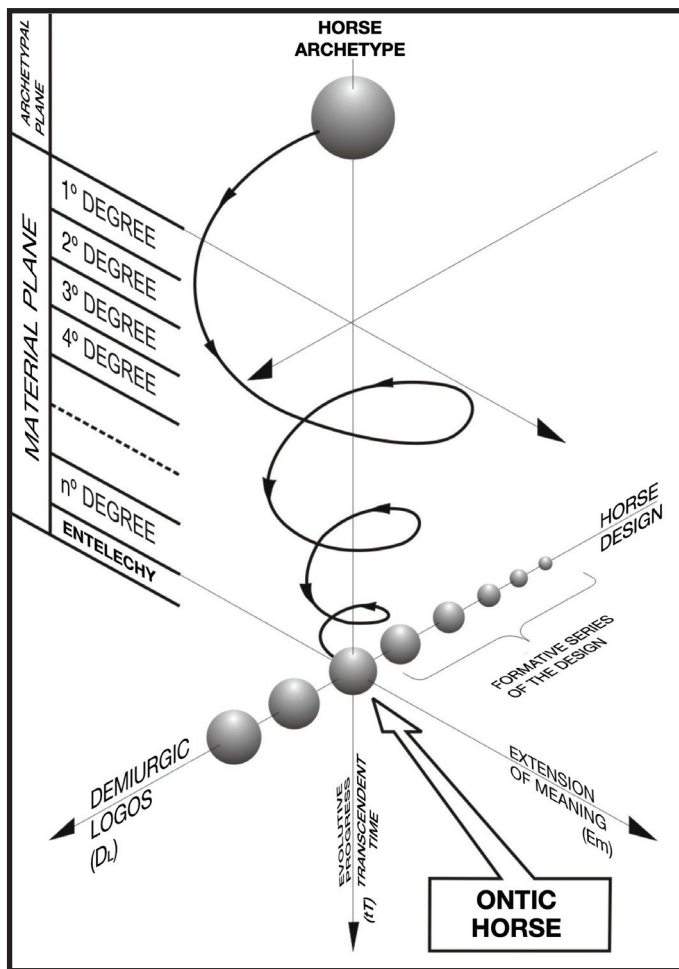 HORSE
ARCHETYPE
ARCHETYPAL
PLANE
MATERIAL PLANE
1º DEGREE
2º DEGREE
3º DEGREE
4º DEGREE
nº DEGREE
ENTELECHY
HORSE
DESIGN
FORMATIVE SERIES
OF THE DESIGN
DEMIURGIC
LOGOS
(DL)
EVOLUTIVE
PROGRESS
TRANSCENDENT
TIME
(tT)
EXTENSION
OF MEANING
(Em)
ONTIC
HORSE